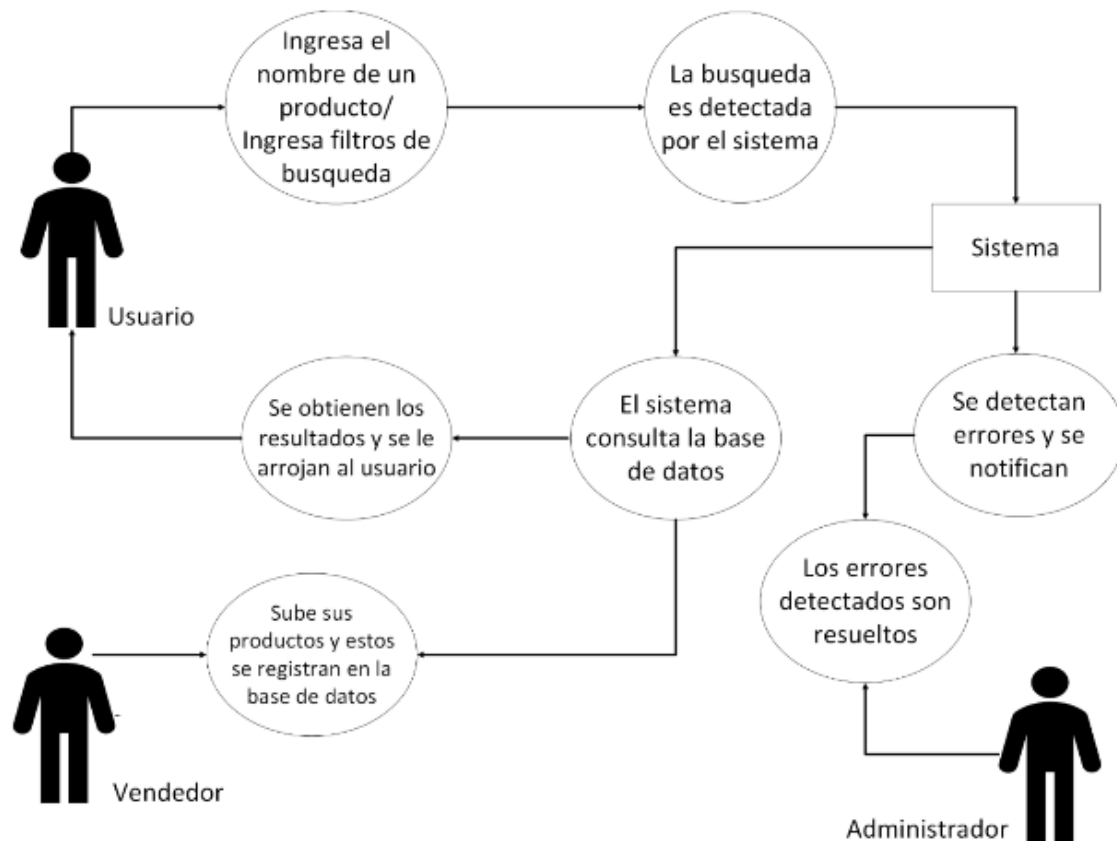 Ingresa el
nombre de un
producto/
Ingresa filtros de
busqueda
La busqueda
es detectada
por el sistema
Sistema
Usuario
Se obtienen los
resultados y se le
arrojan al usuario
El sistema
consulta la base
de datos
Se detectan
errores y se
notifican
Los errores
detectados son
resueltos
Sube sus
productos y estos
se registran en la
base de datos
Vendedor
Administrador